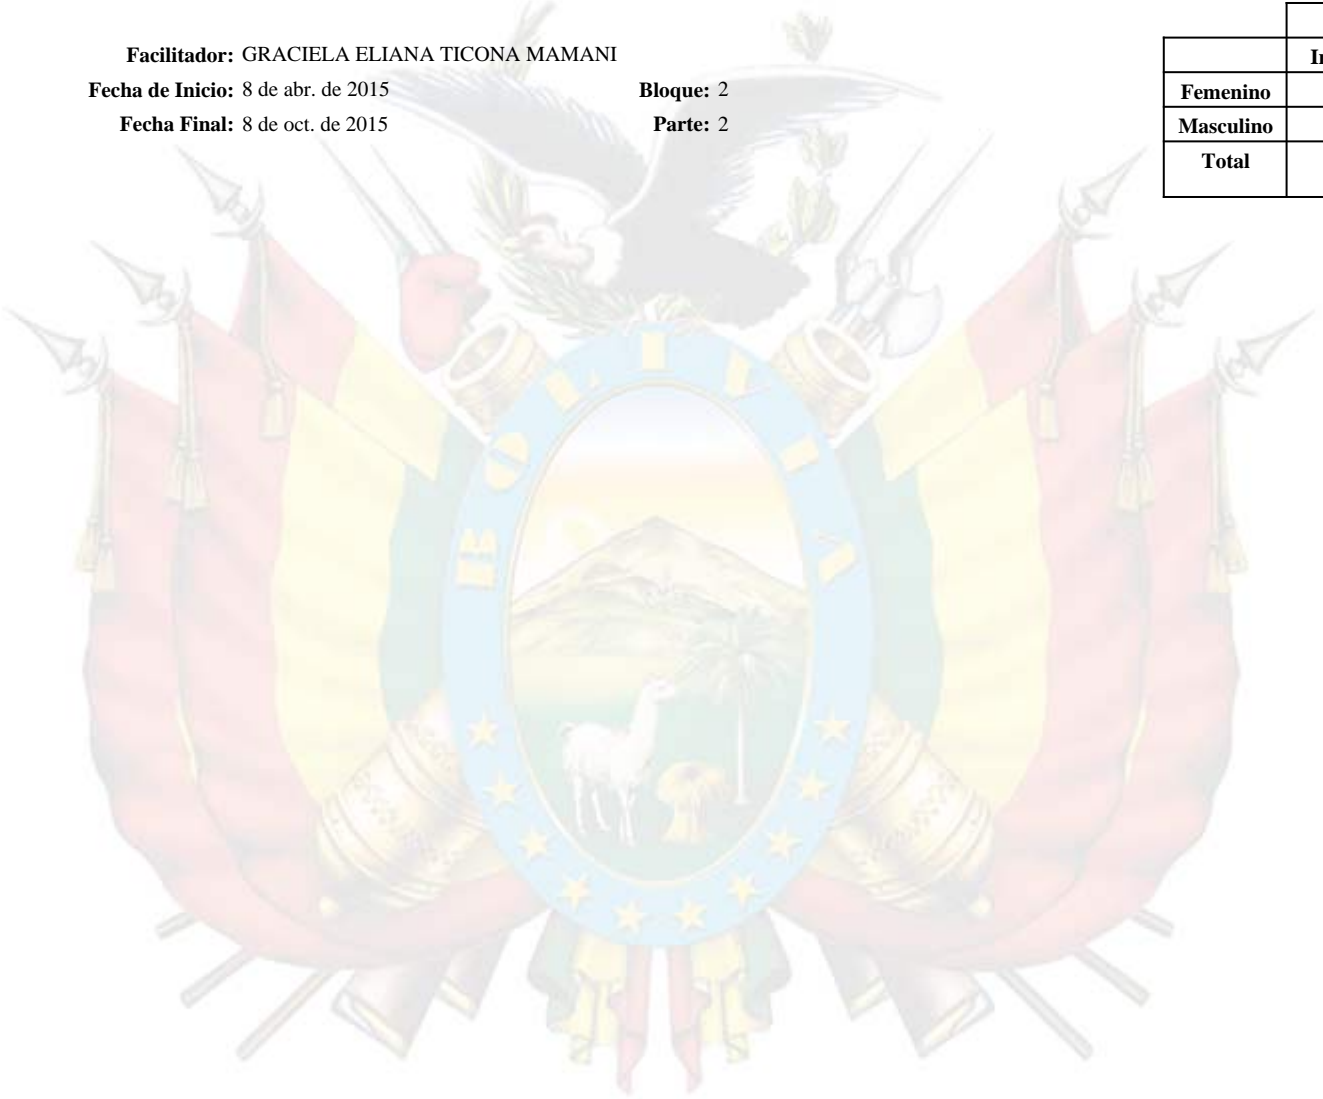 Facilitador: GRACIELA ELIANA TICONA MAMANI
Fecha de Inicio: 8 de abr. de 2015 Bloque: 2
Fecha Final: 8 de oct. de 2015 Parte: 2
Femenino
Masculino
Total
BOLIVIA